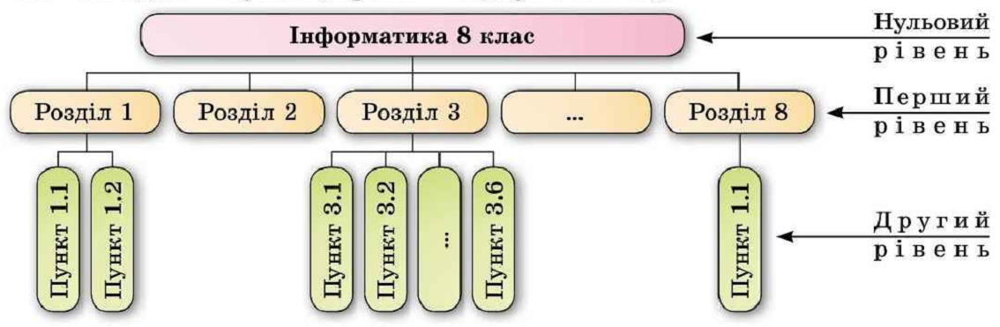 Інформатика 8 клас
Нульовий
рівень
Розділ 1
Розділ 2
Розділ 3
...
Розділ 8
Перший
рівень
Пункт 1.1
Пункт 1.2
Пункт 3.1
Пункт 3.2
...
Пункт 3.6
Пункт 1.1
Другий
рівень